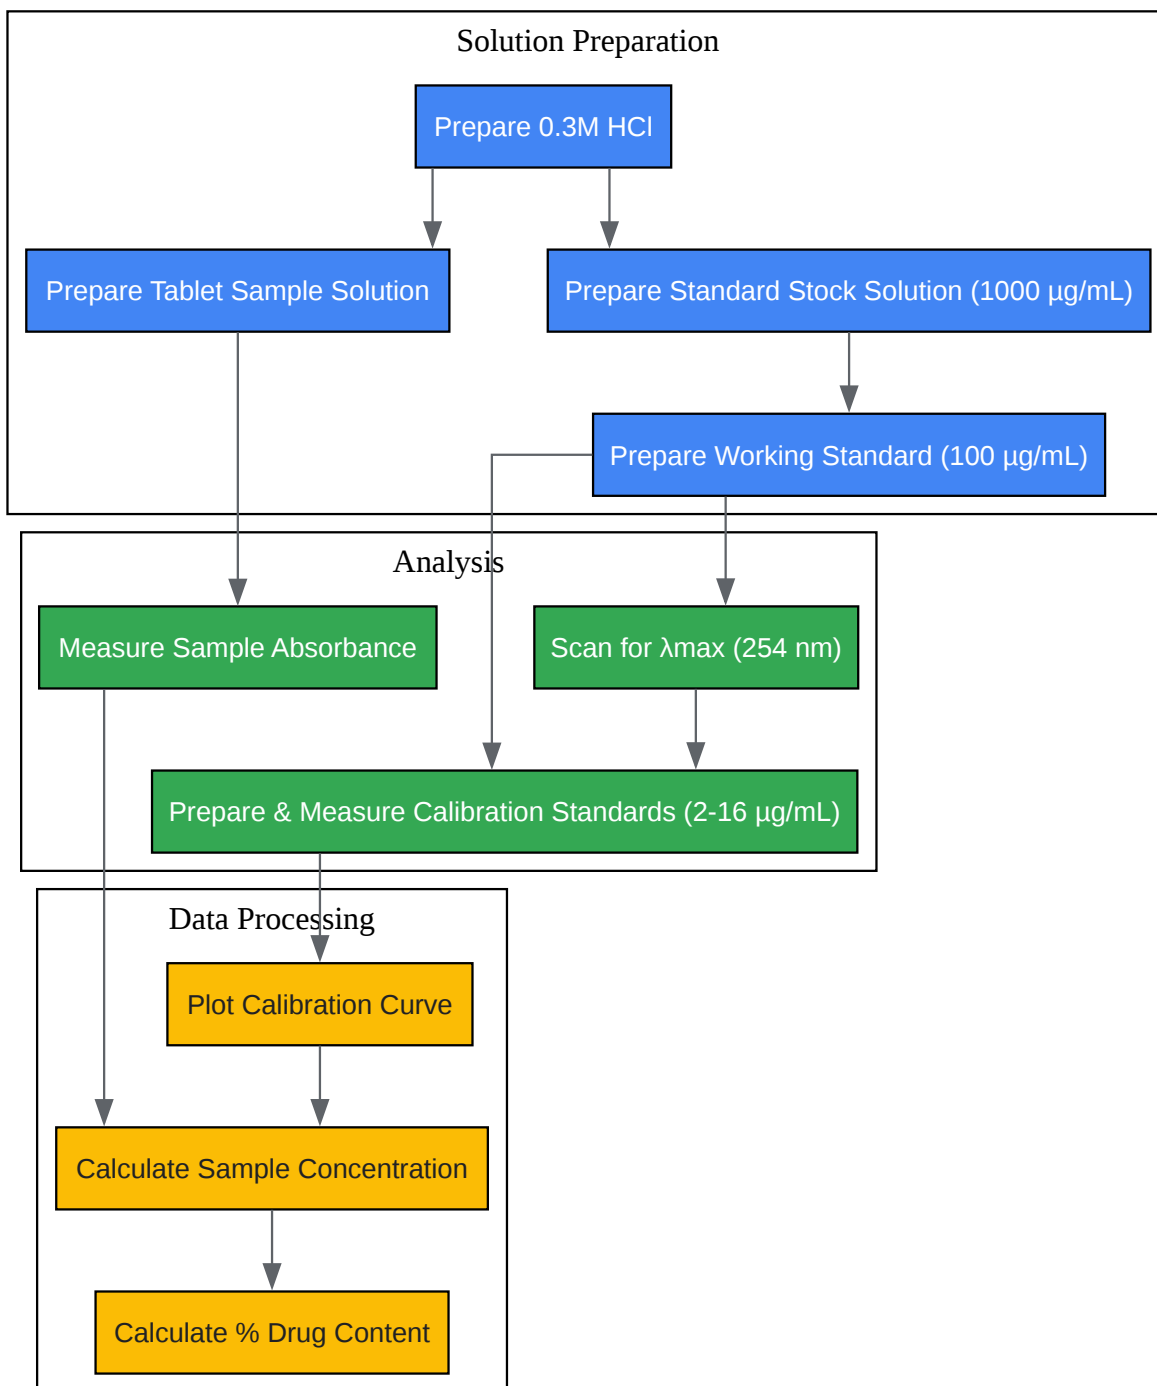 Solution Preparation
Prepare 0.3M HCl
Prepare Tablet Sample Solution
Prepare Standard Stock Solution (1000 µg/mL)
Prepare Working Standard (100 µg/mL)
Analysis
Measure Sample Absorbance
Scan for λmax (254 nm)
Prepare & Measure Calibration Standards (2-16 µg/mL)
Data Processing
Plot Calibration Curve
Calculate Sample Concentration
Calculate % Drug Content